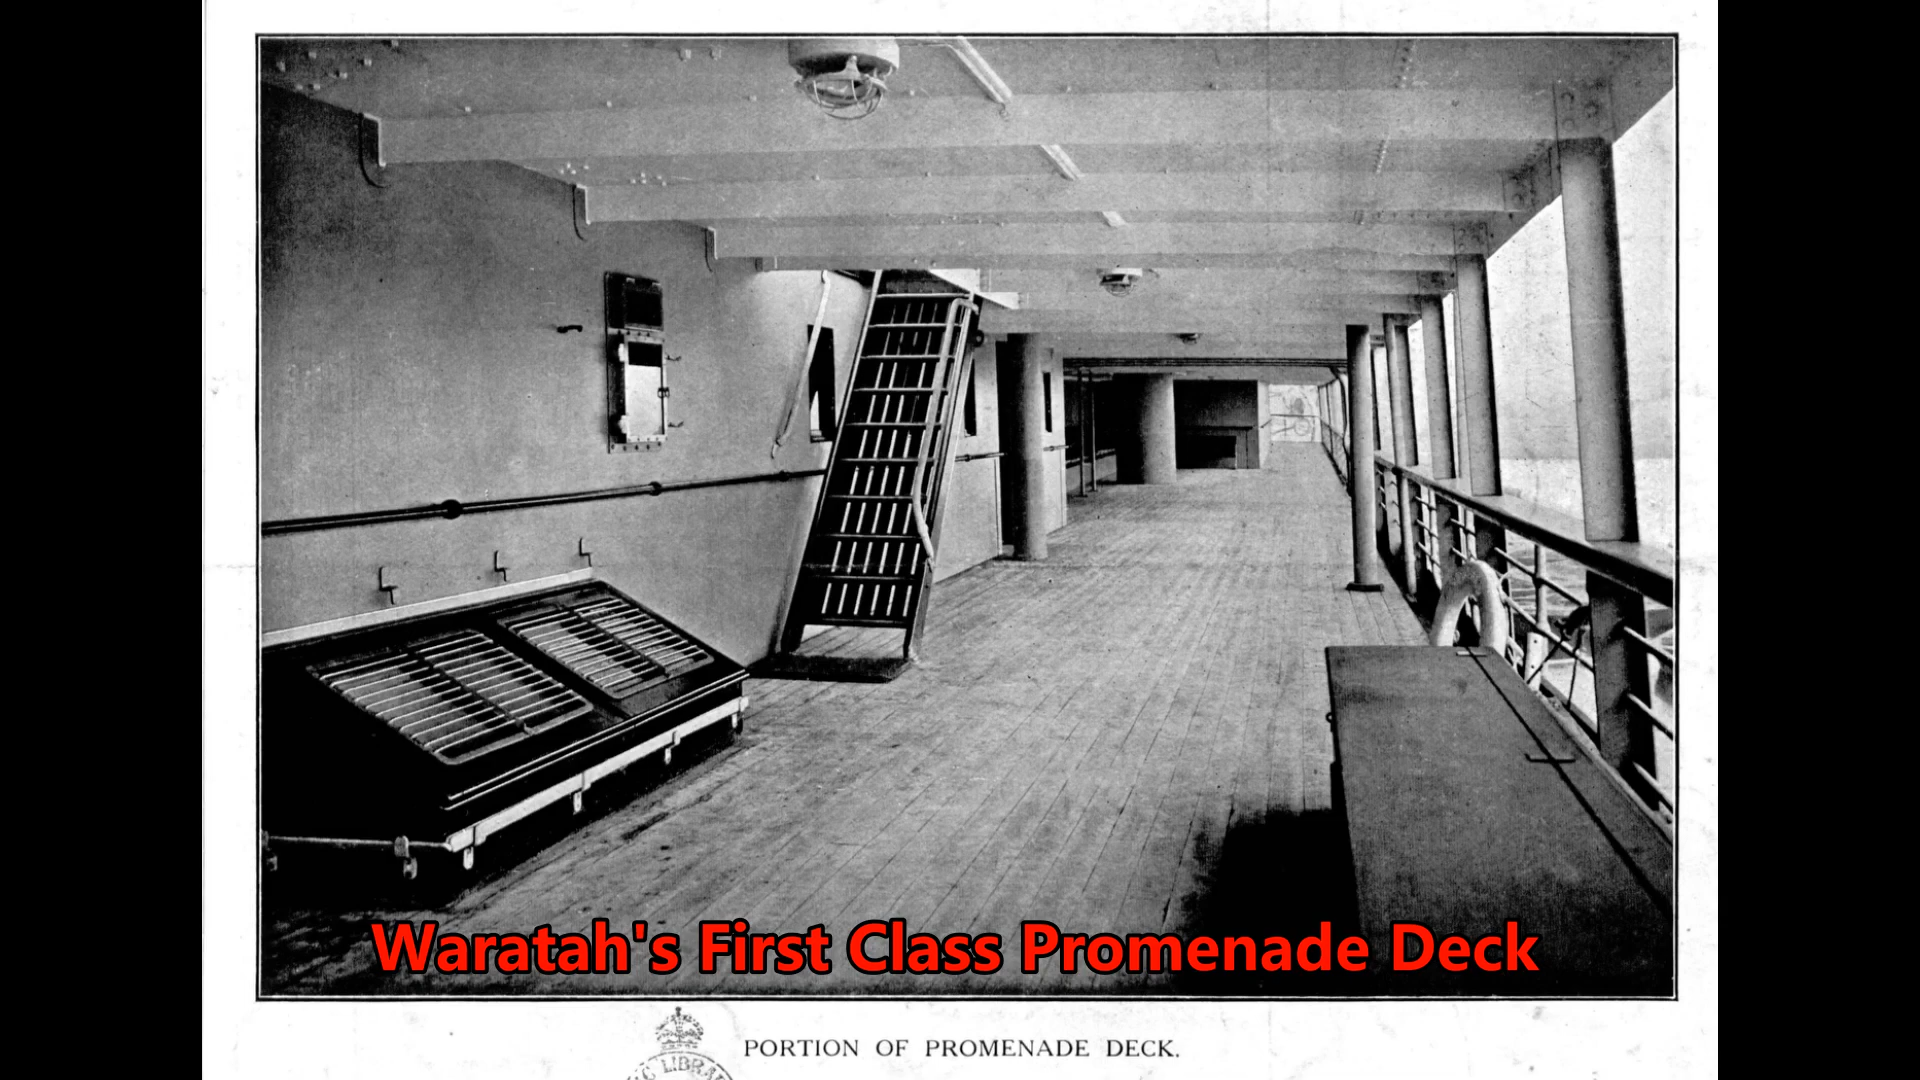 Waratah's First Class Promenade Deck
PORTION OF PROMENADE DECK.